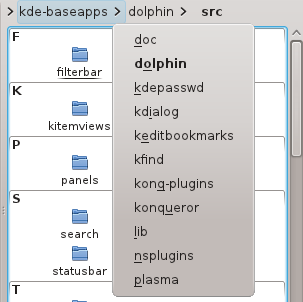 kde-baseapps dolphin src
F
filterbar
K
kitemviews
P
panels
S
search
statusbar
T
doc
dolphin
kdepasswd
kdialog
keditbookmarks
kfind
konq-plugins
konqueror
lib
nsplugins
plasma